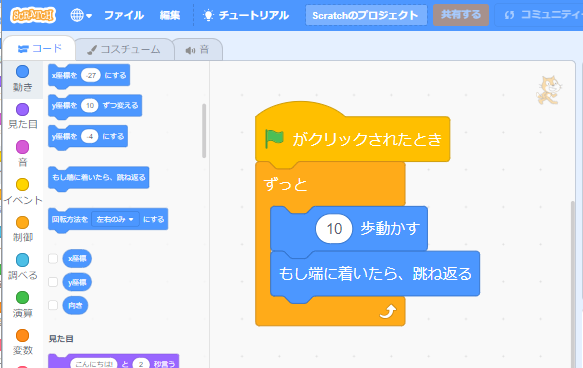 SCRATCH ファイル 編集 チュートリアル Scratchのプロジェクト 共有する コミュニティ
コード コスチューム 音
動き
見た目
音
イベント
制御
調べる
演算
変数
x座標を -27 にする
y座標を 10 ずつ変える
y座標を -4 にする
もし端に着いたら、跳ね返る
回転方法を 左右のみ にする
x座標
y座標
向き
見た目
こんにちは! と 2 秒言う
がクリックされたとき
ずっと
10 歩動かす
もし端に着いたら、跳ね返る